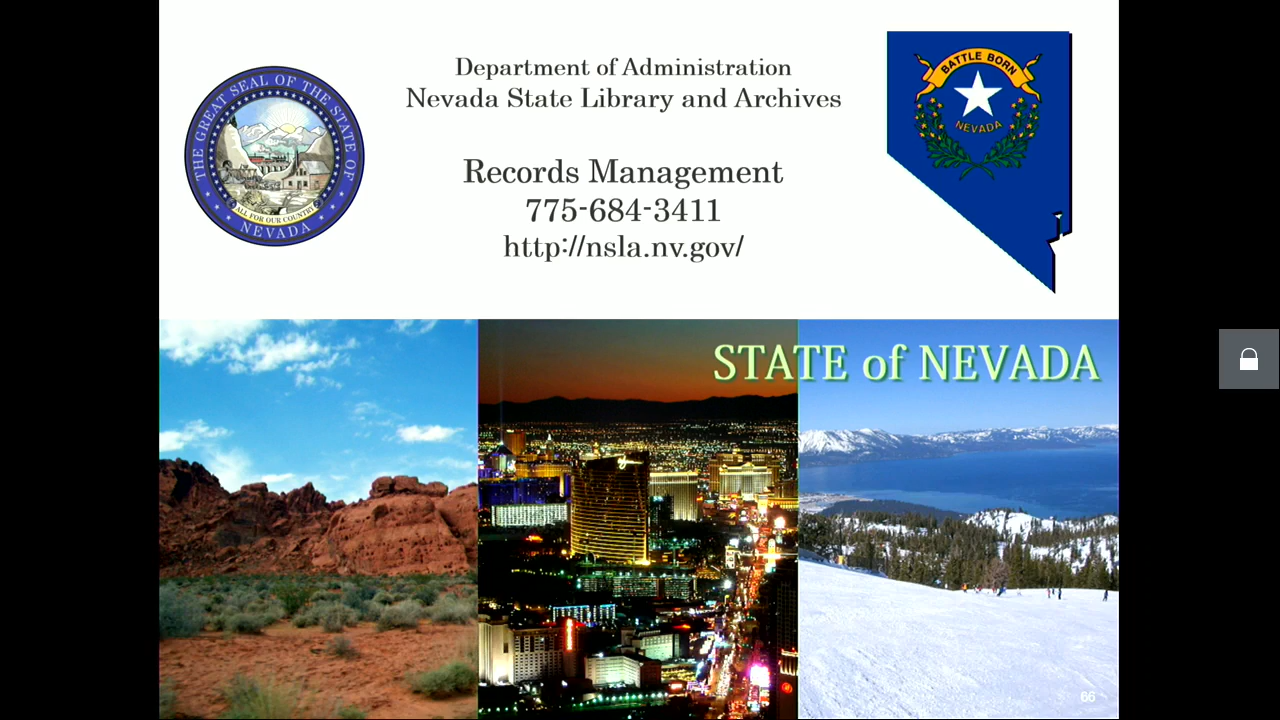 Department of Administration
Nevada State Library and Archives
Records Management
775-684-3411
http://nsla.nv.gov/
THE GREAT SEAL OF THE STATE OF
NEVADA
ALL FOR OUR COUNTRY
BATTLE BORN
NEVADA
STATE of NEVADA
66